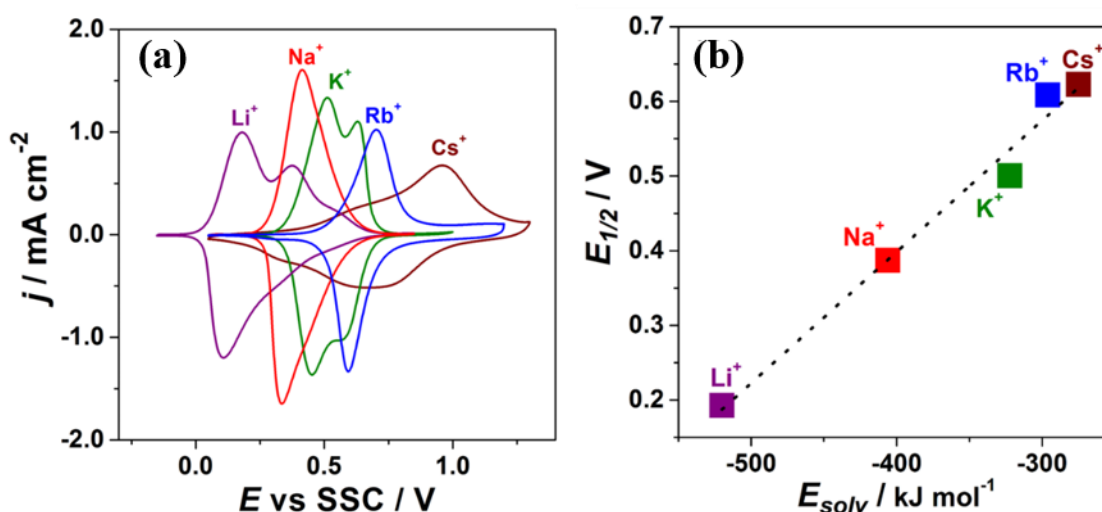 (a)
Na⁺
K⁺
Li⁺
Rb⁺
Cs⁺
2.0
1.0
0.0
-1.0
-2.0
j / mA cm⁻²
0.0
0.5
1.0
E vs SSC / V
(b)
Rb⁺
Cs⁺
K⁺
Na⁺
Li⁺
0.7
0.6
0.5
0.4
0.2
E1/2 / V
-500
-400
-300
Esolv / kJ mol⁻¹